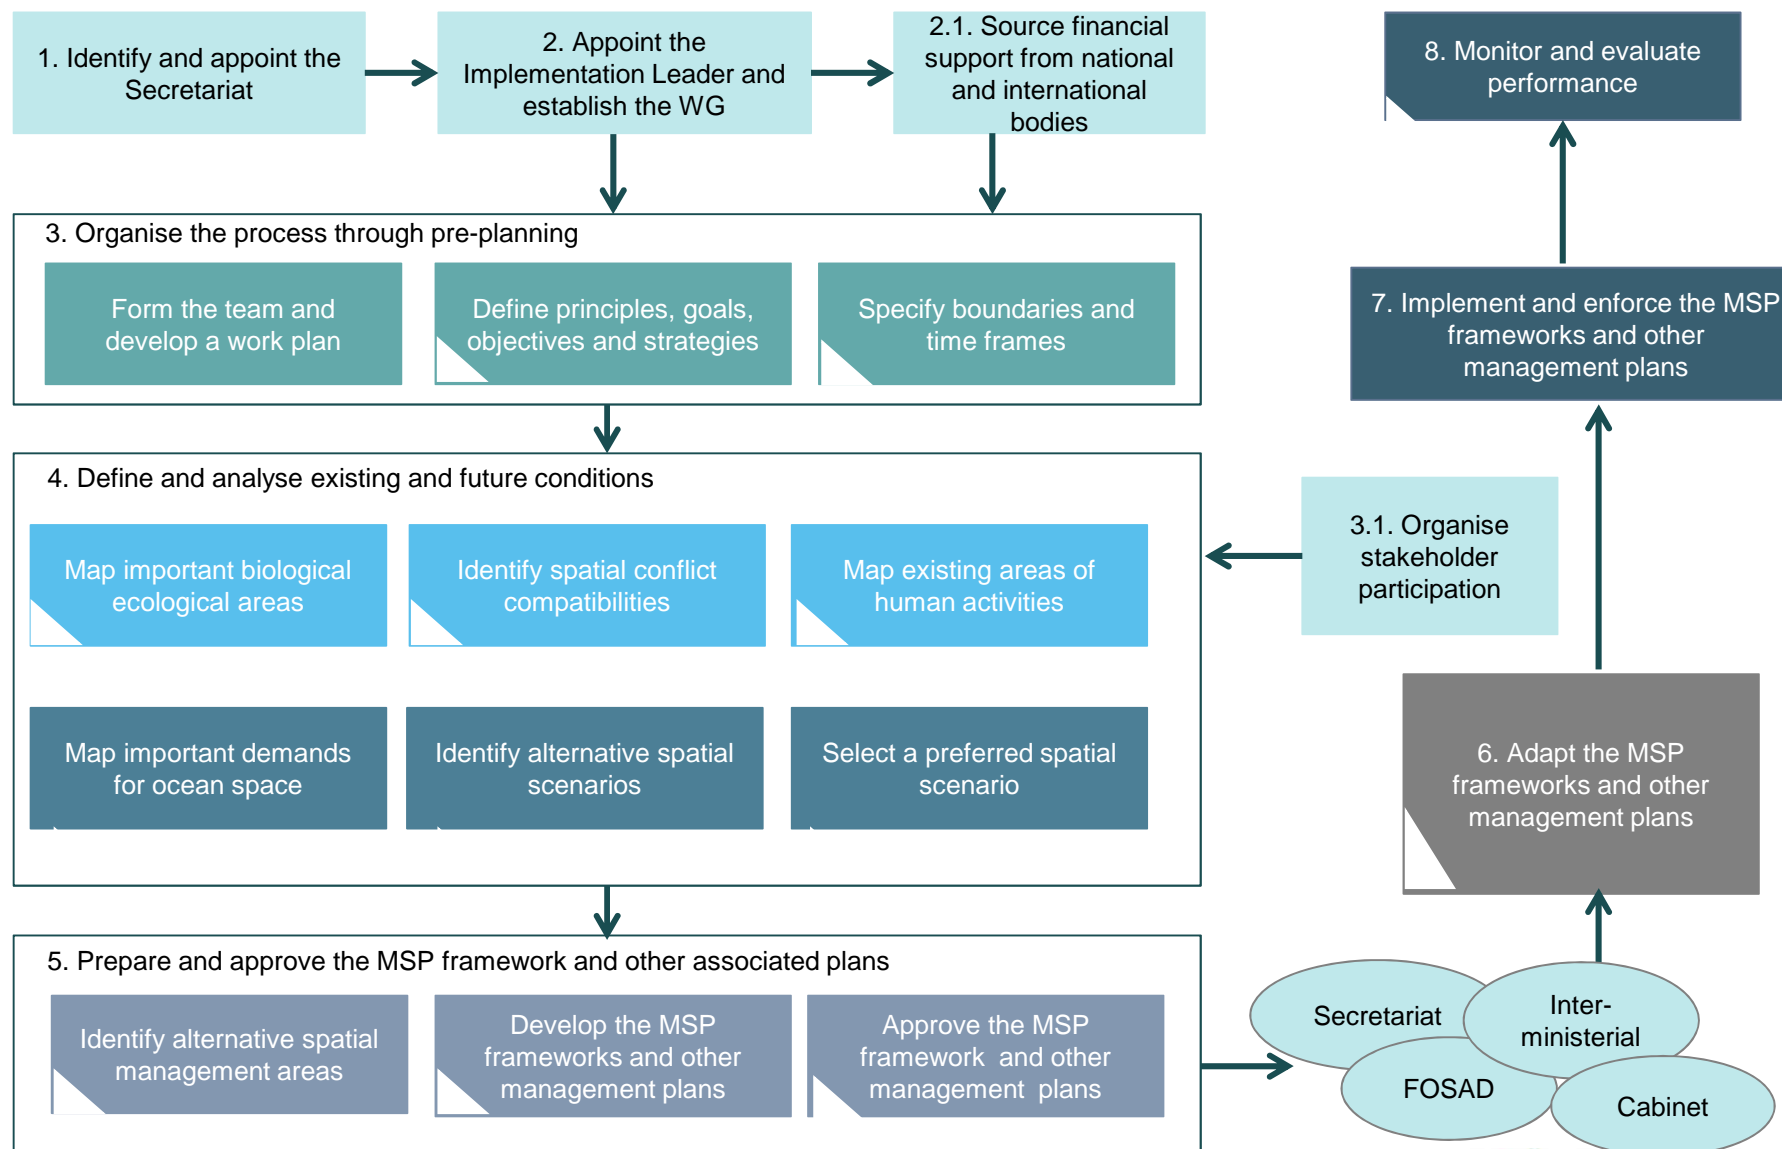 1. Identify and appoint the
Secretariat
2. Appoint the
Implementation Leader and
establish the WG
2.1. Source financial
support from national
and international
bodies
8. Monitor and evaluate
performance
3. Organise the process through pre-planning
Form the team and
develop a work plan
Define principles, goals,
objectives and strategies
Specify boundaries and
time frames
7. Implement and enforce the MSP
frameworks and other
management plans
4. Define and analyse existing and future conditions
Map important biological
ecological areas
Identify spatial conflict
compatibilities
Map existing areas of
human activities
3.1. Organise
stakeholder
participation
Map important demands
for ocean space
Identify alternative spatial
scenarios
Select a preferred spatial
scenario
6. Adapt the MSP
frameworks and other
management plans
5. Prepare and approve the MSP framework and other associated plans
Identify alternative spatial
management areas
Develop the MSP
frameworks and other
management plans
Approve the MSP
framework  and other
management  plans
Secretariat
Inter-
ministerial
FOSAD
Cabinet